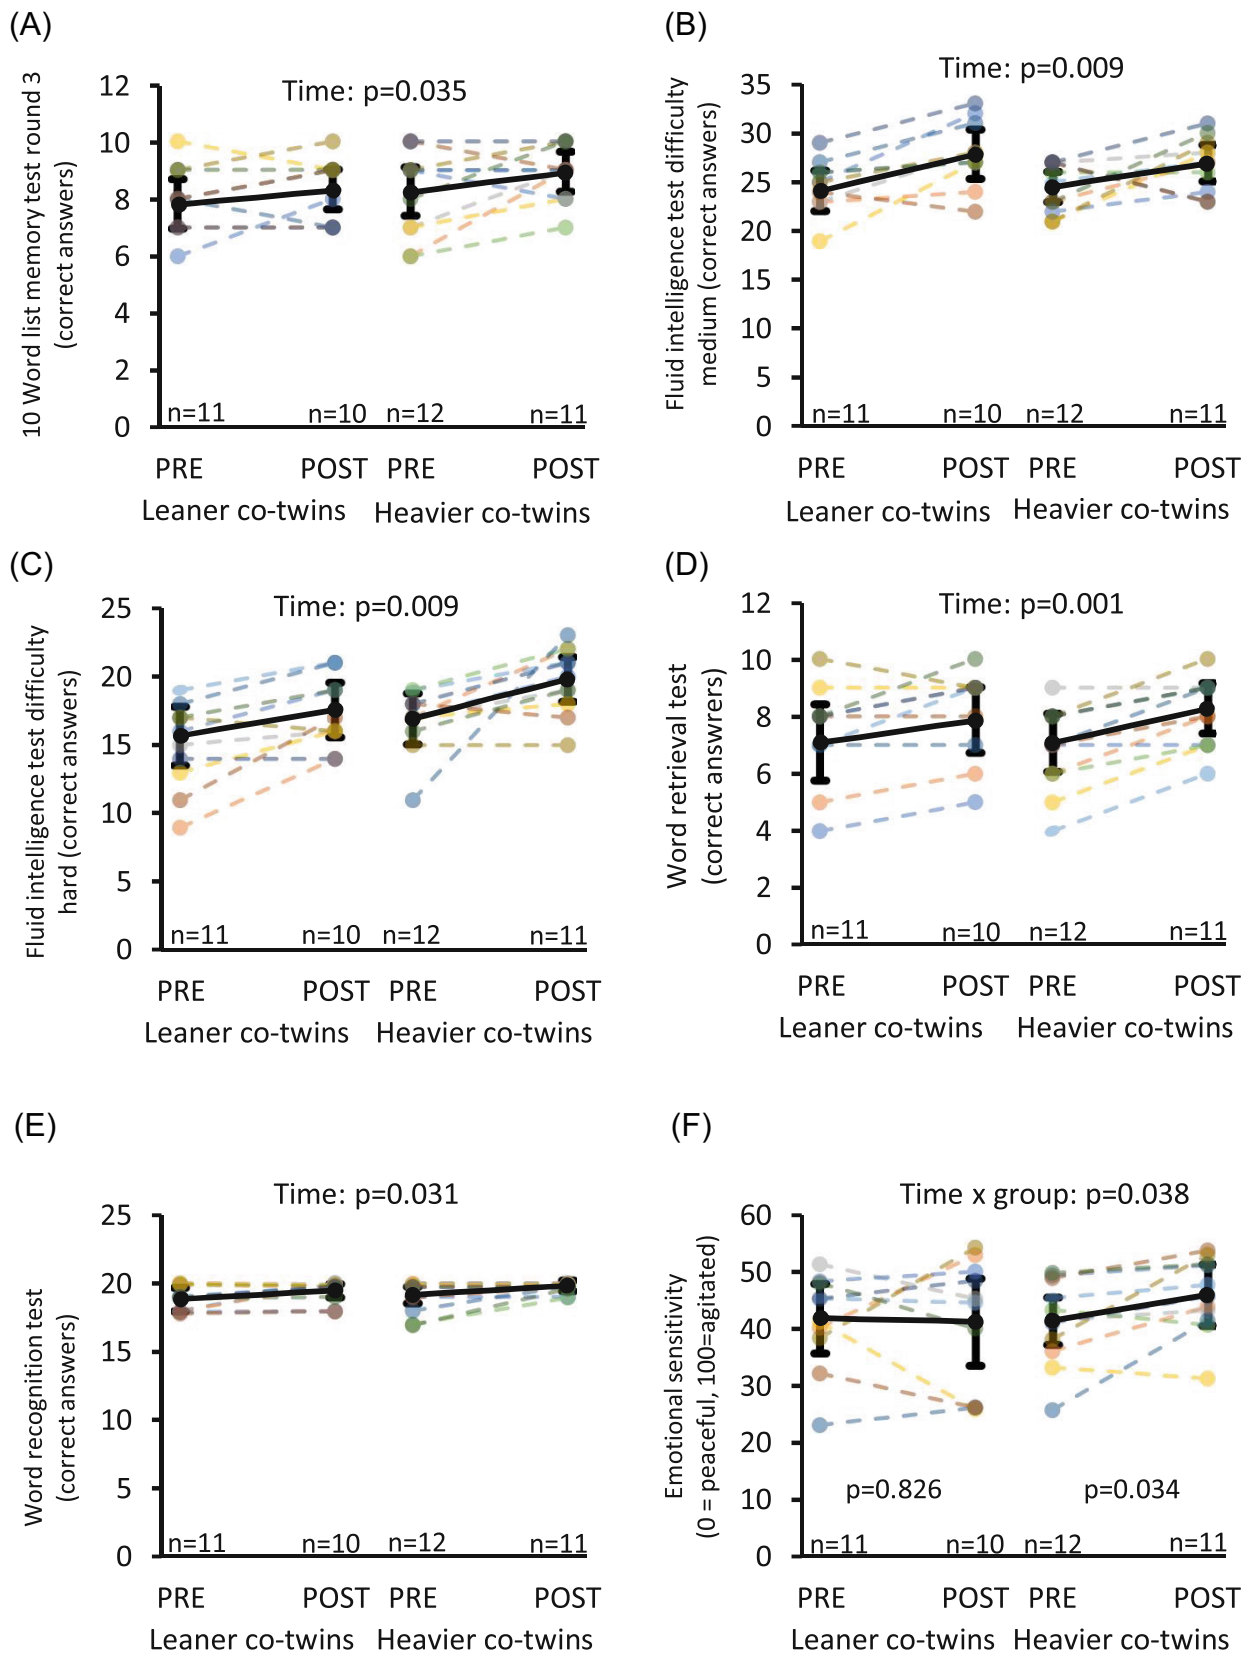 (A)
10 Word list memory test round 3
(correct answers)
Time: p=0.035
12
10
8
6
4
2
0
n=11
n=10
n=12
n=11
PRE
POST
PRE
POST
Leaner co-twins
Heavier co-twins
(B)
Fluid intelligence test difficulty
medium (correct answers)
Time: p=0.009
35
30
25
20
15
10
5
0
n=11
n=10
n=12
n=11
PRE
POST
PRE
POST
Leaner co-twins
Heavier co-twins
(C)
Fluid intelligence test difficulty
hard (correct answers)
Time: p=0.009
25
20
15
10
5
0
n=11
n=10
n=12
n=11
PRE
POST
PRE
POST
Leaner co-twins
Heavier co-twins
(D)
Word retrieval test
(correct answers)
Time: p=0.001
12
10
8
6
4
2
0
n=11
n=10
n=12
n=11
PRE
POST
PRE
POST
Leaner co-twins
Heavier co-twins
(E)
Word recognition test
(correct answers)
Time: p=0.031
25
20
15
10
5
0
n=11
n=10
n=12
n=11
PRE
POST
PRE
POST
Leaner co-twins
Heavier co-twins
(F)
Emotional sensitivity
(0 = peaceful, 100=agitated)
Time x group: p=0.038
60
50
40
30
20
10
0
p=0.826
p=0.034
n=11
n=10
n=12
n=11
PRE
POST
PRE
POST
Leaner co-twins
Heavier co-twins